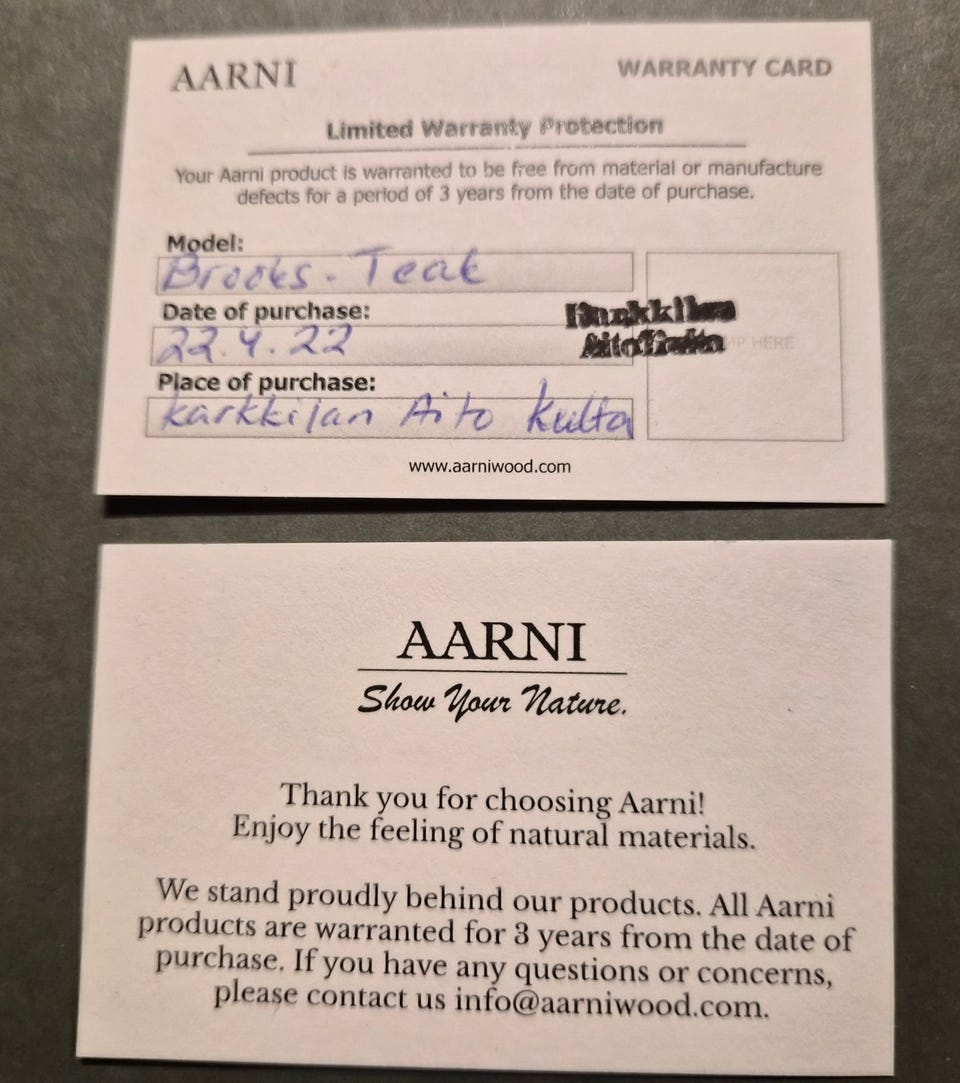 AARNI
WARRANTY CARD
Limited Warranty Protection
Your Aarni product is warranted to be free from material or manufacture
defects for a period of 3 years from the date of purchase.
Model:
Brooks - Teak
Date of purchase:
22.4.22
Place of purchase:
Karkkilan Aito Kulta
MP HERE
www.aarniwood.com
AARNI
Show Your Nature.
Thank you for choosing Aarni!
Enjoy the feeling of natural materials.
We stand proudly behind our products. All Aarni
products are warranted for 3 years from the date of
purchase. If you have any questions or concerns,
please contact us info@aarniwood.com.